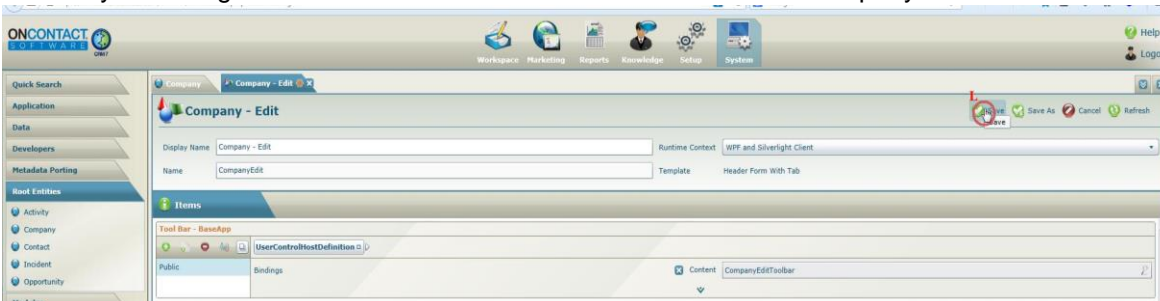 ONCONTACT
SOFTWARE
CRM7
Workspace Marketing Reports Knowledge Setup System
Help
Quick Search
Application
Data
Developers
Metadata Porting
Root Entities
Activity
Company
Contact
Incident
Opportunity
Company
Company - Edit
Company - Edit
L
Save
Save As Cancel Refresh
Save
Display Name Company - Edit Runtime Context WPF and Silverlight Client
Name CompanyEdit Template Header Form With Tab
Items
Tool Bar - BaseApp
UserControlHostDefinition
Public Bindings Content CompanyEditToolbar